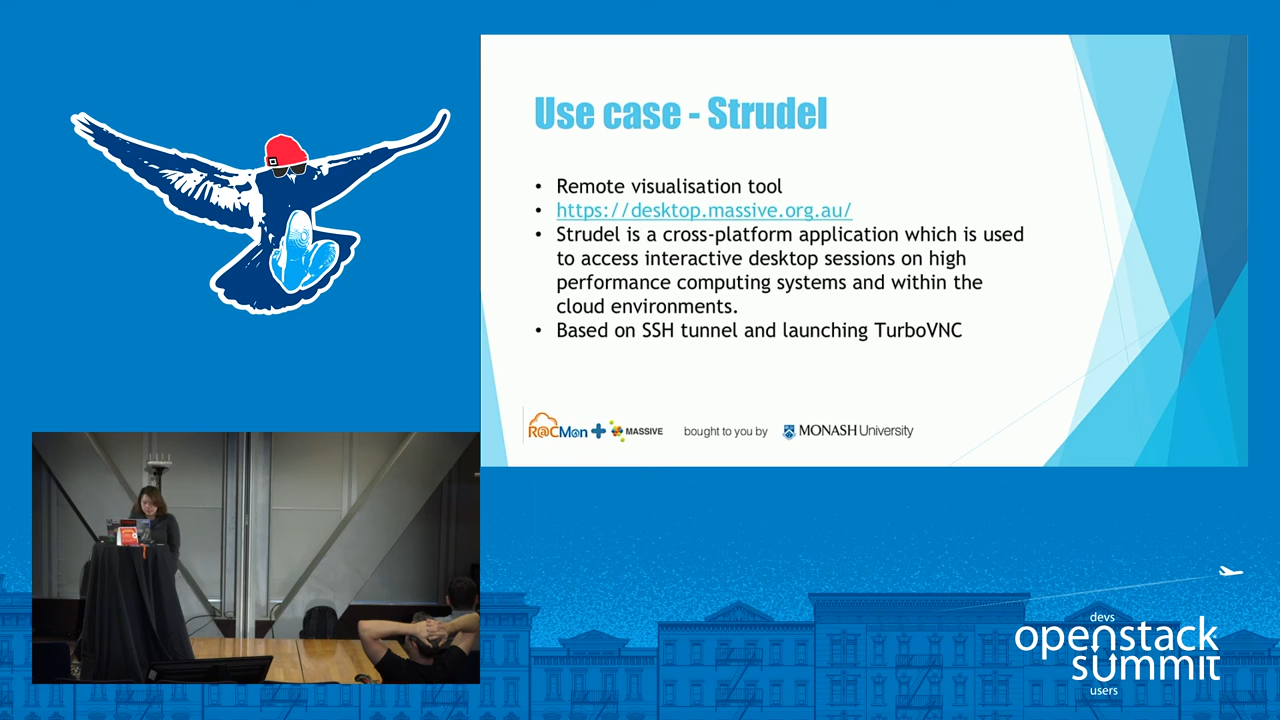 Use case - Strudel
• Remote visualisation tool
• https://desktop.massive.org.au/
• Strudel is a cross-platform application which is used
to access interactive desktop sessions on high
performance computing systems and within the
cloud environments.
• Based on SSH tunnel and launching TurboVNC
R@CMon + MASSIVE bought to you by MONASH University
devs
openstack
summit
users